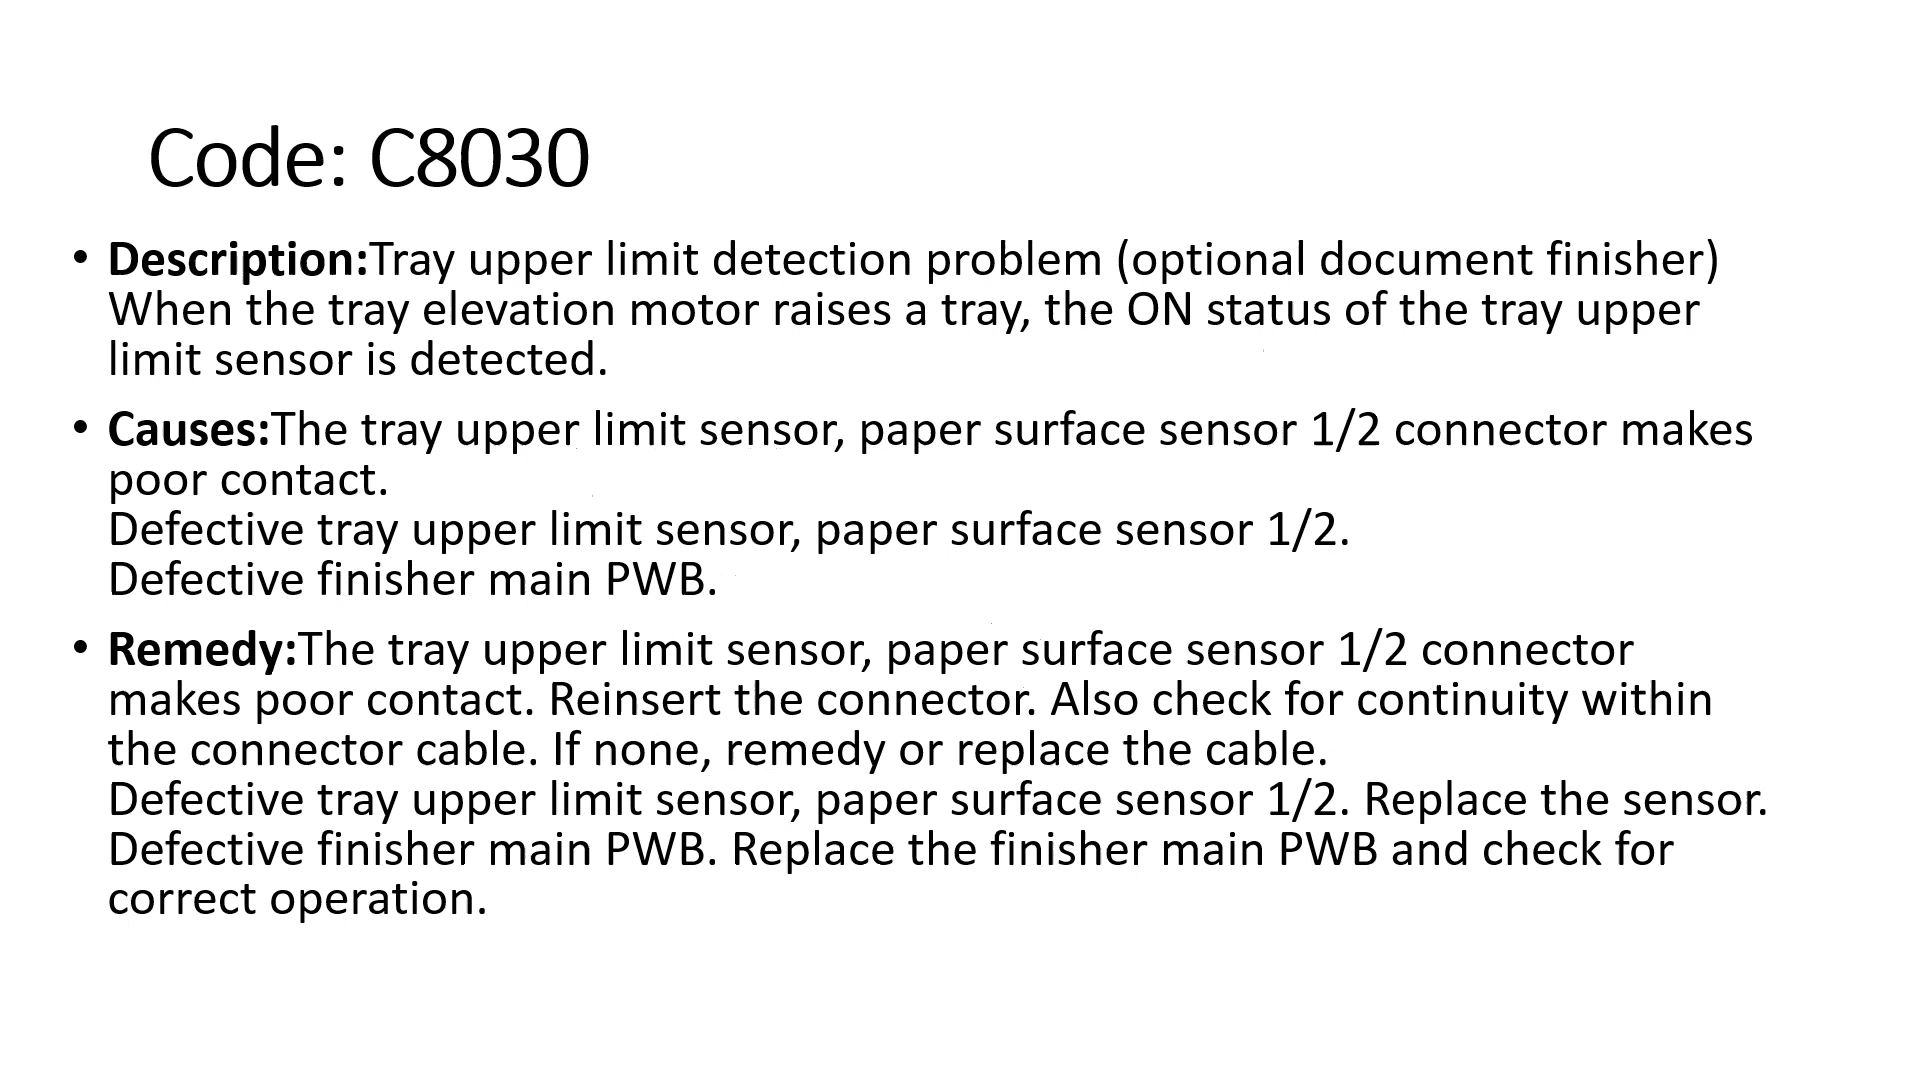 Code: C8030
• Description:Tray upper limit detection problem (optional document finisher)
When the tray elevation motor raises a tray, the ON status of the tray upper
limit sensor is detected.
• Causes:The tray upper limit sensor, paper surface sensor 1/2 connector makes
poor contact.
Defective tray upper limit sensor, paper surface sensor 1/2.
Defective finisher main PWB.
• Remedy:The tray upper limit sensor, paper surface sensor 1/2 connector
makes poor contact. Reinsert the connector. Also check for continuity within
the connector cable. If none, remedy or replace the cable.
Defective tray upper limit sensor, paper surface sensor 1/2. Replace the sensor.
Defective finisher main PWB. Replace the finisher main PWB and check for
correct operation.